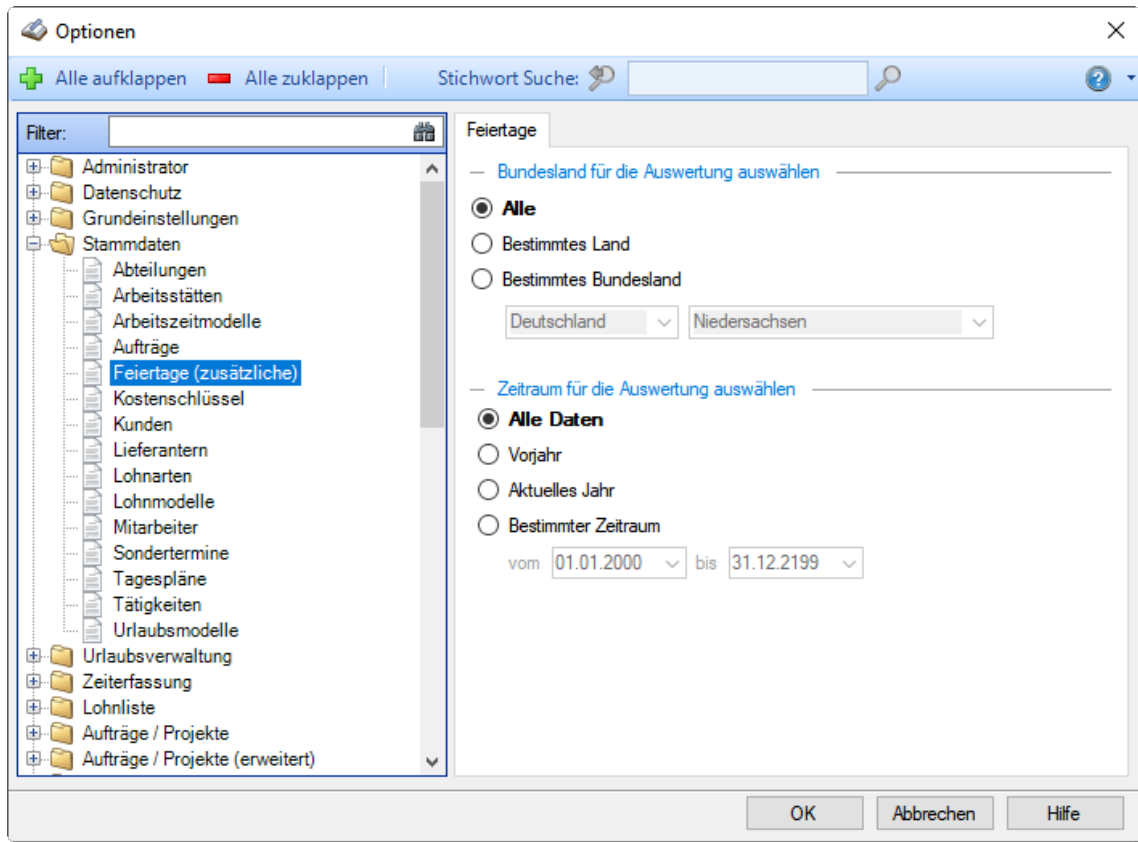 Optionen
Alle aufklappen Alle zuklappen Stichwort Suche:
Filter:
Administrator
Datenschutz
Grundeinstellungen
Stammdaten
Abteilungen
Arbeitsstätten
Arbeitszeitmodelle
Aufträge
Feiertage (zusätzliche)
Kostenschlüssel
Kunden
Lieferantern
Lohnarten
Lohnmodelle
Mitarbeiter
Sondertermine
Tagespläne
Tätigkeiten
Urlaubsmodelle
Urlaubsverwaltung
Zeiterfassung
Lohnliste
Aufträge / Projekte
Aufträge / Projekte (erweitert)
Feiertage
Bundesland für die Auswertung auswählen
Alle
Bestimmtes Land
Bestimmtes Bundesland
Deutschland Niedersachsen
Zeitraum für die Auswertung auswählen
Alle Daten
Vorjahr
Aktuelles Jahr
Bestimmter Zeitraum
vom 01.01.2000 bis 31.12.2199
OK Abbrechen Hilfe